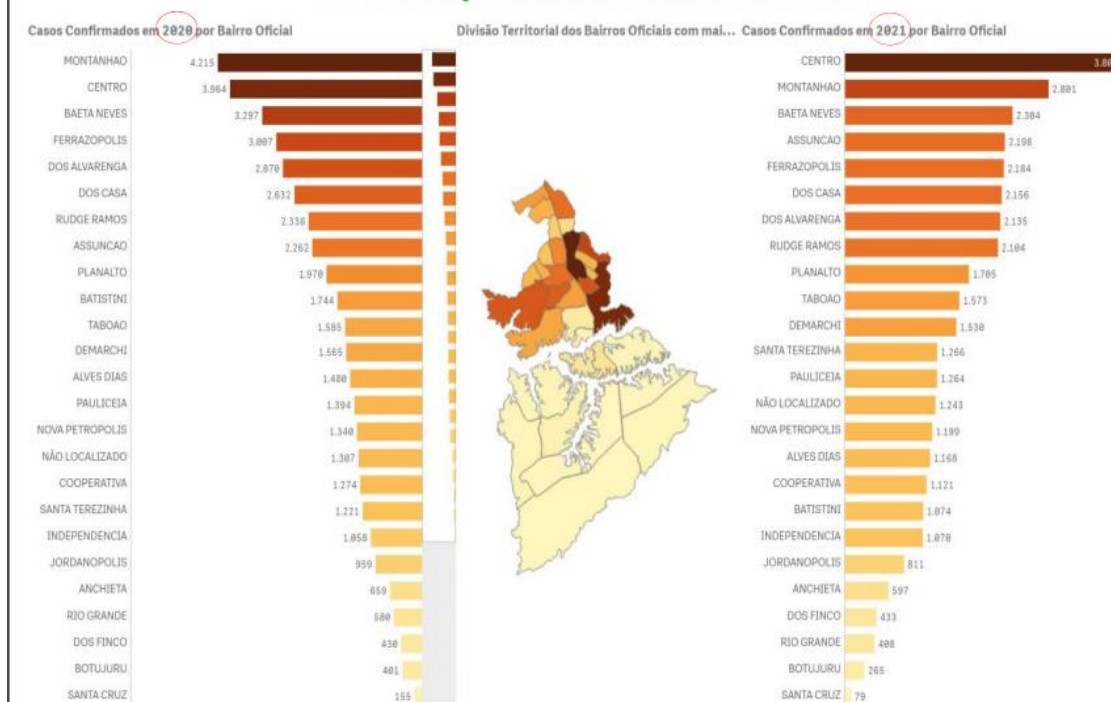 Casos Confirmados em 2020 por Bairro Oficial
MONTANHAO 4.215
CENTRO 3.964
BAETA NEVES 3.297
FERRAZOPOLIS 3.007
DOS ALVARENGA 2.870
DOS CASA 2.632
RUDGE RAMOS 2.338
ASSUNCAO 2.262
PLANALTO 1.970
BATISTINI 1.744
TABOAO 1.585
DEMARCHI 1.565
ALVES DIAS 1.480
PAULICEIA 1.394
NOVA PETROPOLIS 1.340
NÃO LOCALIZADO 1.307
COOPERATIVA 1.274
SANTA TEREZINHA 1.221
INDEPENDENCIA 1.058
JORDANOPOLIS 959
ANCHIETA 659
RIO GRANDE 580
DOS FINCO 430
BOTUJURU 401
SANTA CRUZ 155
Divisão Territorial dos Bairros Oficiais com mai...
Casos Confirmados em 2021 por Bairro Oficial
CENTRO
MONTANHAO 2.801
BAETA NEVES 2.304
ASSUNCAO 2.198
FERRAZOPOLIS 2.184
DOS CASA 2.156
DOS ALVARENGA 2.135
RUDGE RAMOS 2.104
PLANALTO 1.705
TABOAO 1.573
DEMARCHI 1.530
SANTA TEREZINHA 1.266
PAULICEIA 1.264
NÃO LOCALIZADO 1.243
NOVA PETROPOLIS 1.199
ALVES DIAS 1.168
COOPERATIVA 1.121
BATISTINI 1.074
INDEPENDENCIA 1.070
JORDANOPOLIS 811
ANCHIETA 597
DOS FINCO 433
RIO GRANDE 408
BOTUJURU 265
SANTA CRUZ 79